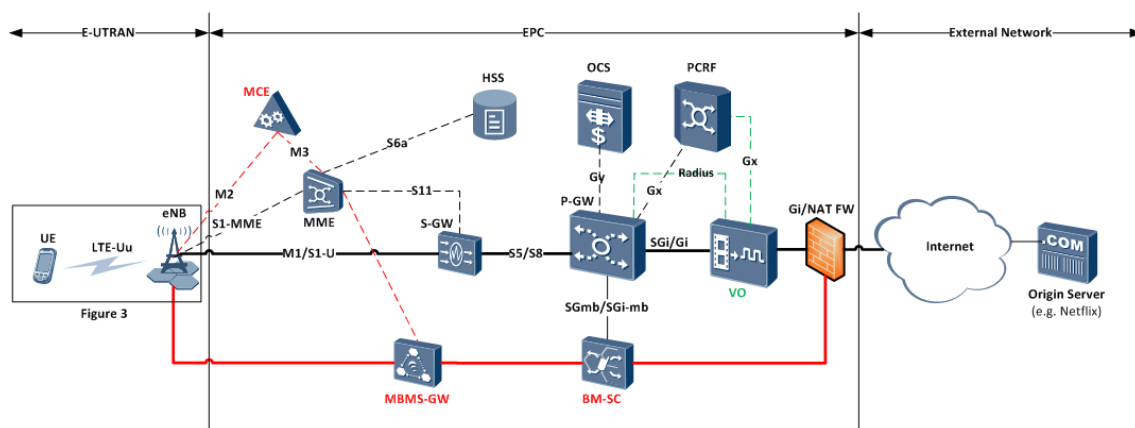 E-UTRAN
EPC
External Network
OCS
PCRF
HSS
MCE
S6a
M3
Gx
M2
Gy
Radius
Gx
eNB
S11
P-GW
Gi/NAT FW
S1-MME
MME
S-GW
UE
LTE-Uu
SGi/Gi
Internet
.COM
M1/S1-U
S5/S8
$
VO
Origin Server
(e.g. Netflix)
Figure 3
SGmb/SGi-mb
MBMS-GW
BM-SC